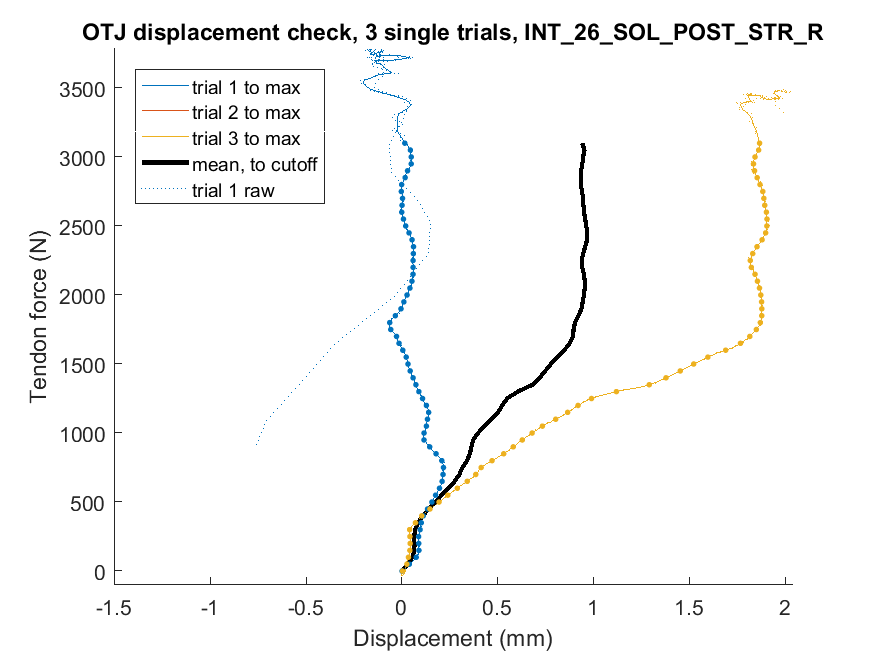 OTJ displacement check, 3 single trials, INT_26_SOL_POST_STR_R
trial 1 to max
trial 2 to max
trial 3 to max
mean, to cutoff
trial 1 raw
3500
3000
2500
2000
1500
1000
500
0
Tendon force (N)
-1.5 -1 -0.5 0 0.5 1 1.5 2
Displacement (mm)